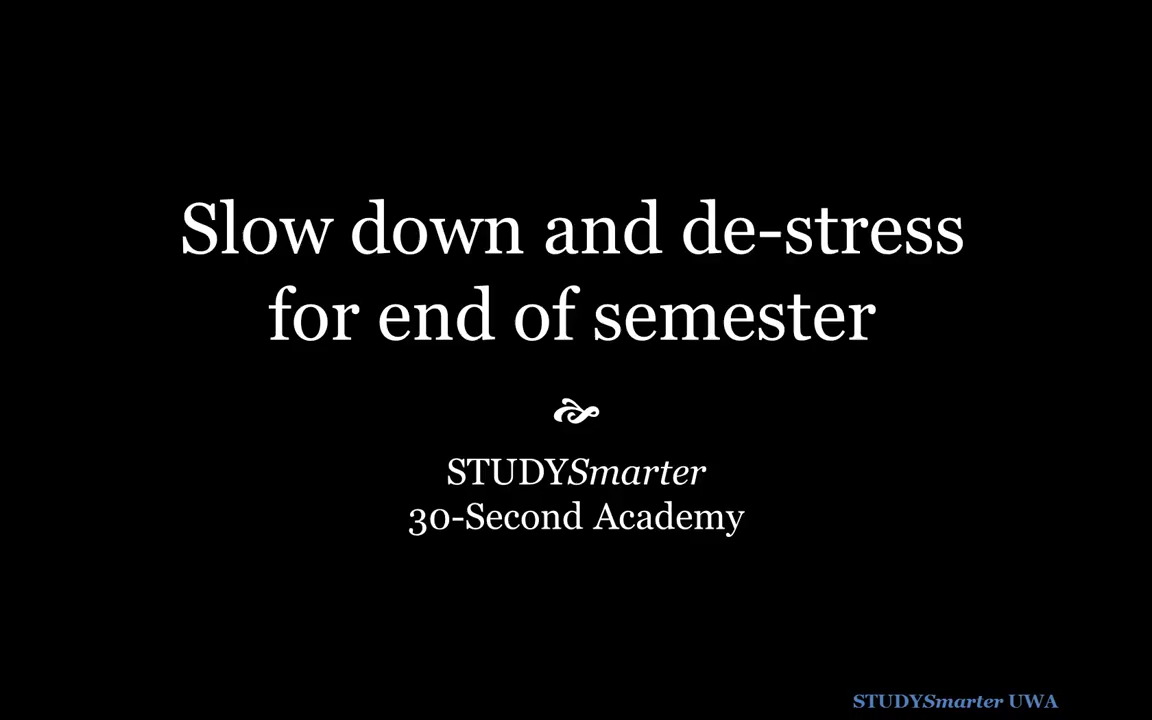 Slow down and de-stress
for end of semester
STUDYSmarter
30-Second Academy
STUDYSmarter UWA